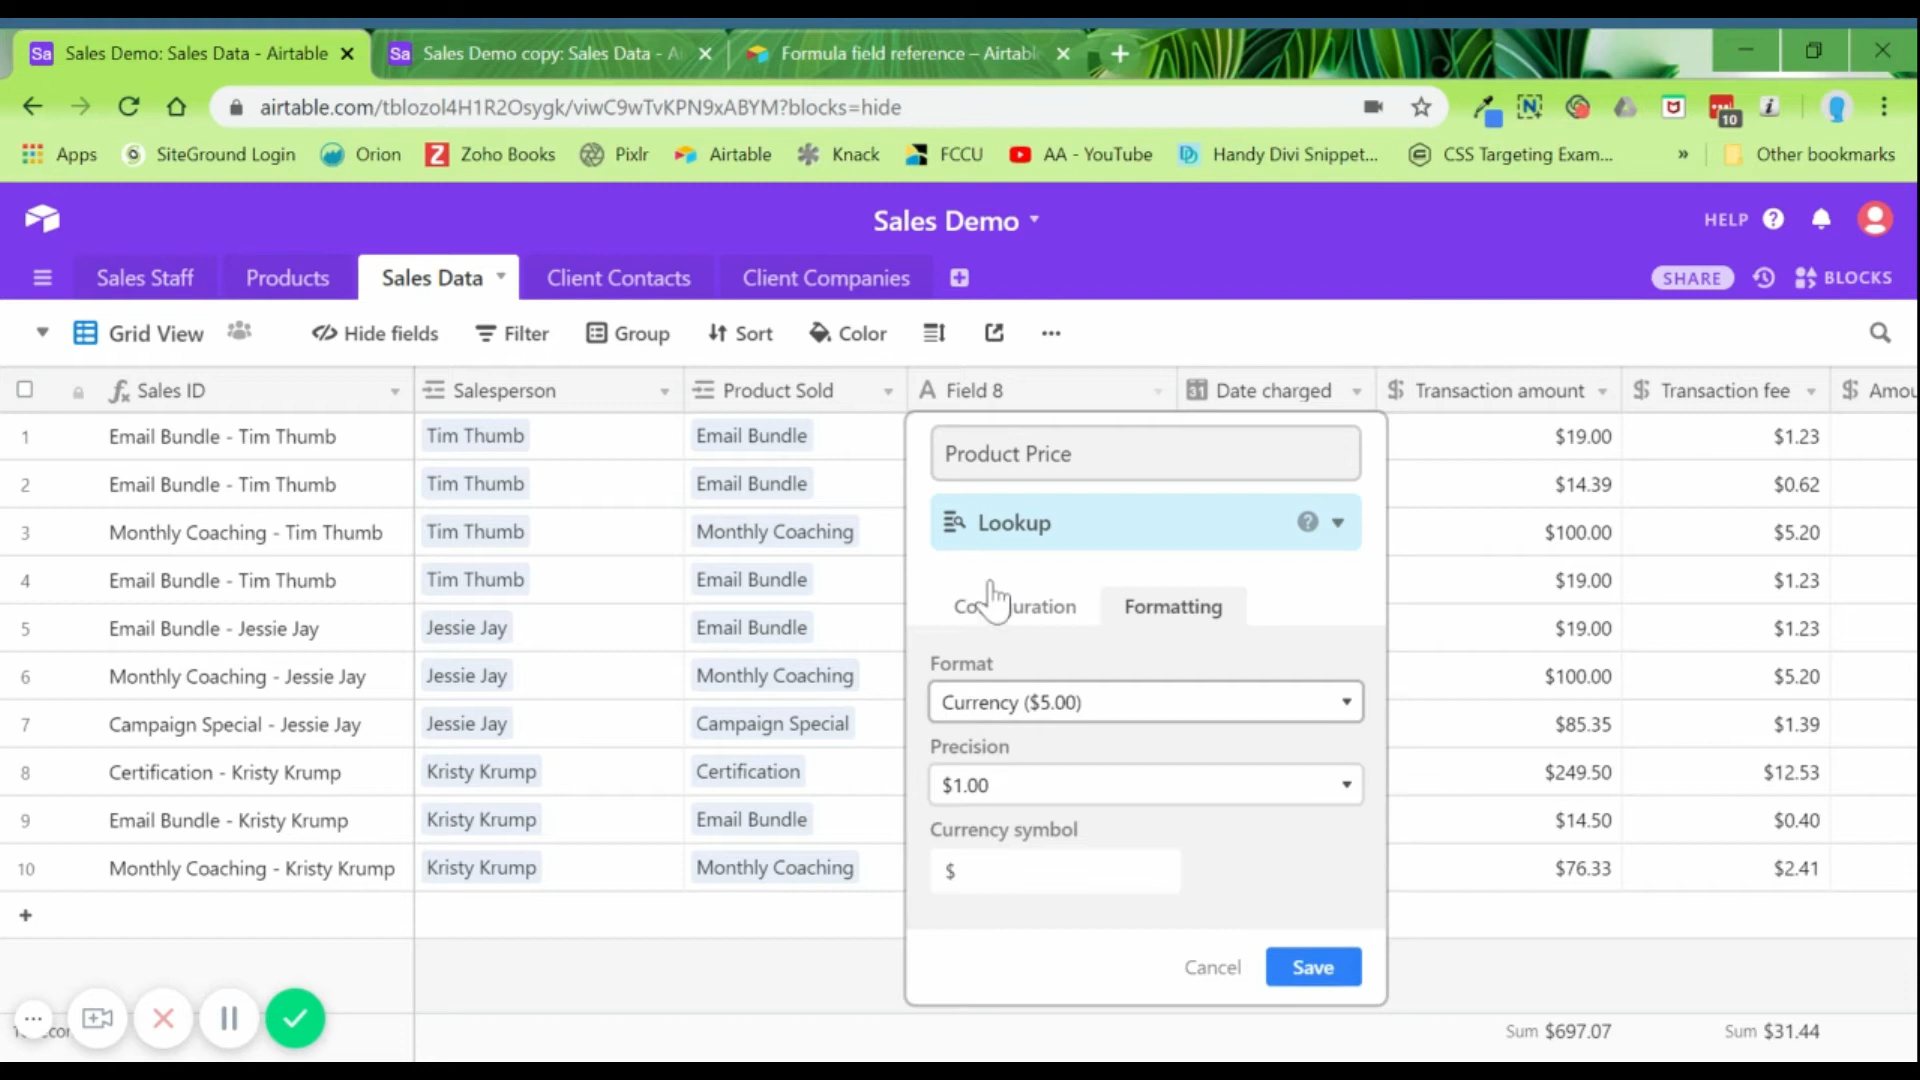 Sa Sales Demo: Sales Data - Airtable
Sa Sales Demo copy: Sales Data - Ai
Formula field reference – Airtabl
airtable.com/tblozol4H1R2Osygk/viwC9wTvKPN9xABYM?blocks=hide
10
Apps SiteGround Login Orion Zoho Books Pixlr Airtable Knack FCCU AA - YouTube Handy Divi Snippet... CSS Targeting Exam... » Other bookmarks
Sales Demo
HELP ?
Sales Staff Products Sales Data Client Contacts Client Companies
SHARE BLOCKS
Grid View Hide fields Filter Group Sort Color ...
Sales ID Salesperson Product Sold A Field 8 31 Date charged $ Transaction amount $ Transaction fee $ Amou
1 Email Bundle - Tim Thumb Tim Thumb Email Bundle $19.00 $1.23
2 Email Bundle - Tim Thumb Tim Thumb Email Bundle $14.39 $0.62
3 Monthly Coaching - Tim Thumb Tim Thumb Monthly Coaching $100.00 $5.20
4 Email Bundle - Tim Thumb Tim Thumb Email Bundle $19.00 $1.23
5 Email Bundle - Jessie Jay Jessie Jay Email Bundle $19.00 $1.23
6 Monthly Coaching - Jessie Jay Jessie Jay Monthly Coaching $100.00 $5.20
7 Campaign Special - Jessie Jay Jessie Jay Campaign Special $85.35 $1.39
8 Certification - Kristy Krump Kristy Krump Certification $249.50 $12.53
9 Email Bundle - Kristy Krump Kristy Krump Email Bundle $14.50 $0.40
10 Monthly Coaching - Kristy Krump Kristy Krump Monthly Coaching $76.33 $2.41
+
Product Price
Lookup ?
Formatting
Format
Currency ($5.00)
Precision
$1.00
Currency symbol
$
Cancel Save
Sum $697.07 Sum $31.44